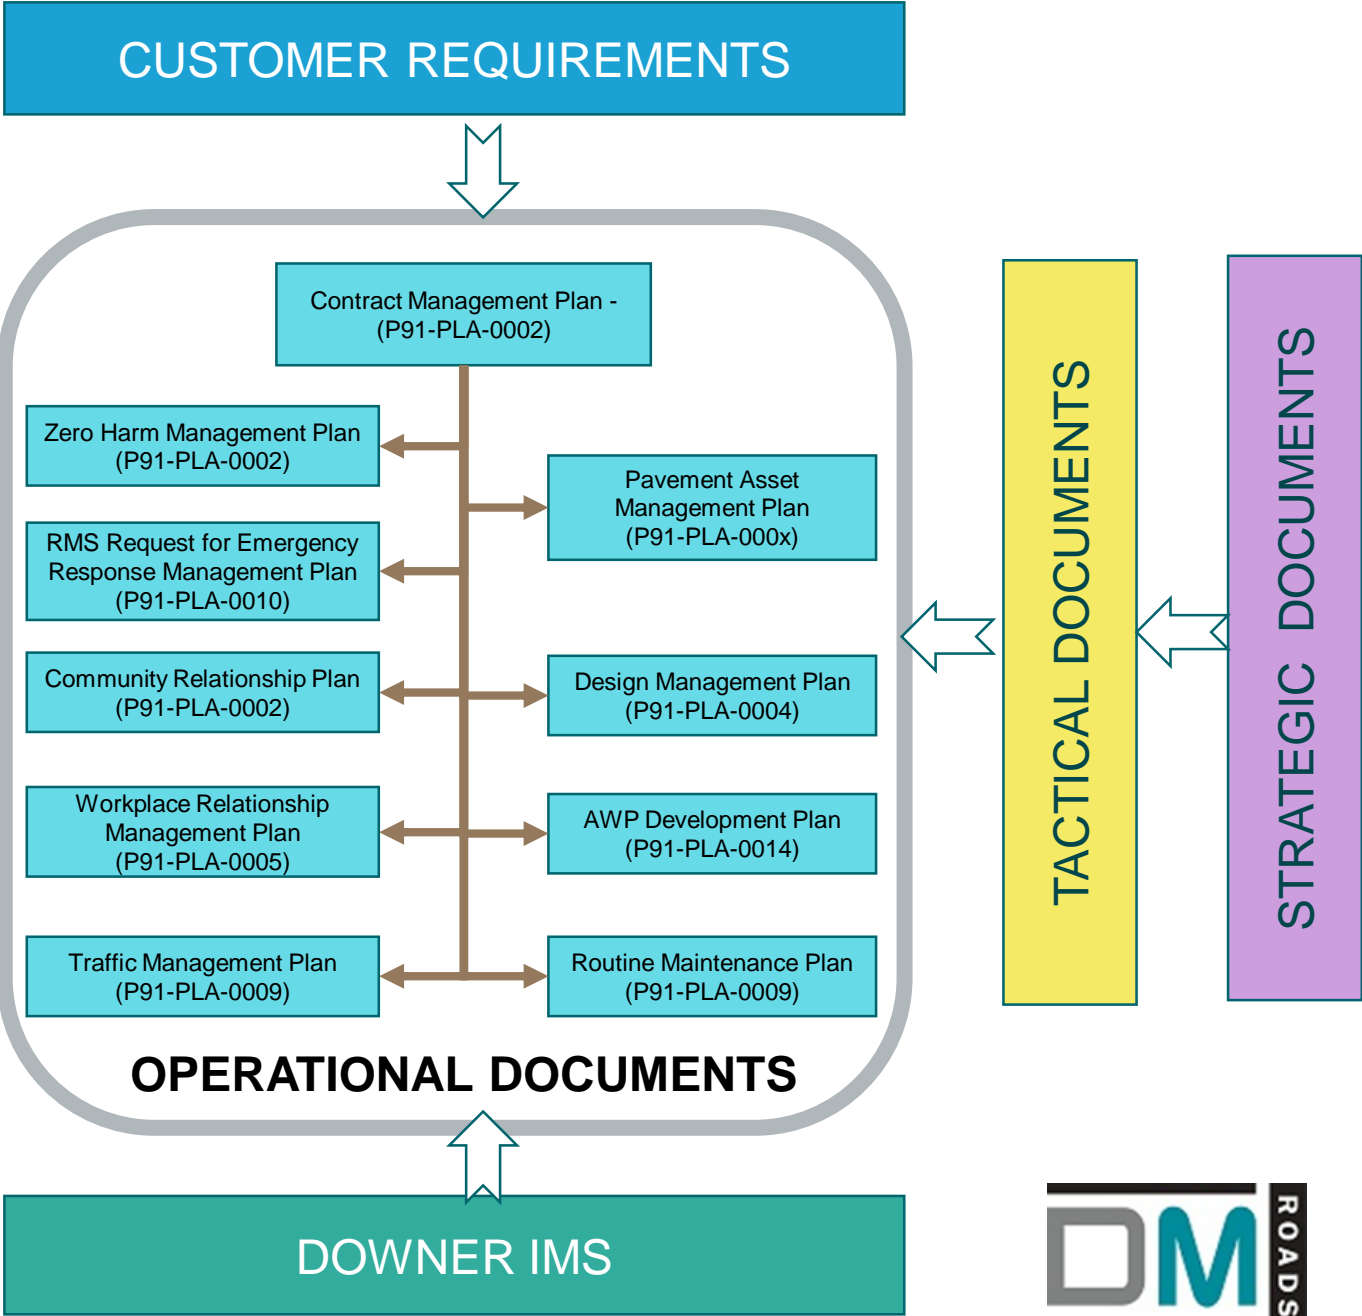 CUSTOMER REQUIREMENTS
Contract Management Plan -
(P91-PLA-0002)
Zero Harm Management Plan
(P91-PLA-0002)
Pavement Asset
Management Plan
(P91-PLA-000x)
RMS Request for Emergency
Response Management Plan
(P91-PLA-0010)
Community Relationship Plan
(P91-PLA-0002)
Design Management Plan
(P91-PLA-0004)
Workplace Relationship
Management Plan
(P91-PLA-0005)
AWP Development Plan
(P91-PLA-0014)
Traffic Management Plan
(P91-PLA-0009)
Routine Maintenance Plan
(P91-PLA-0009)
OPERATIONAL DOCUMENTS
TACTICAL DOCUMENTS
STRATEGIC DOCUMENTS
DOWNER IMS
DM
ROADS